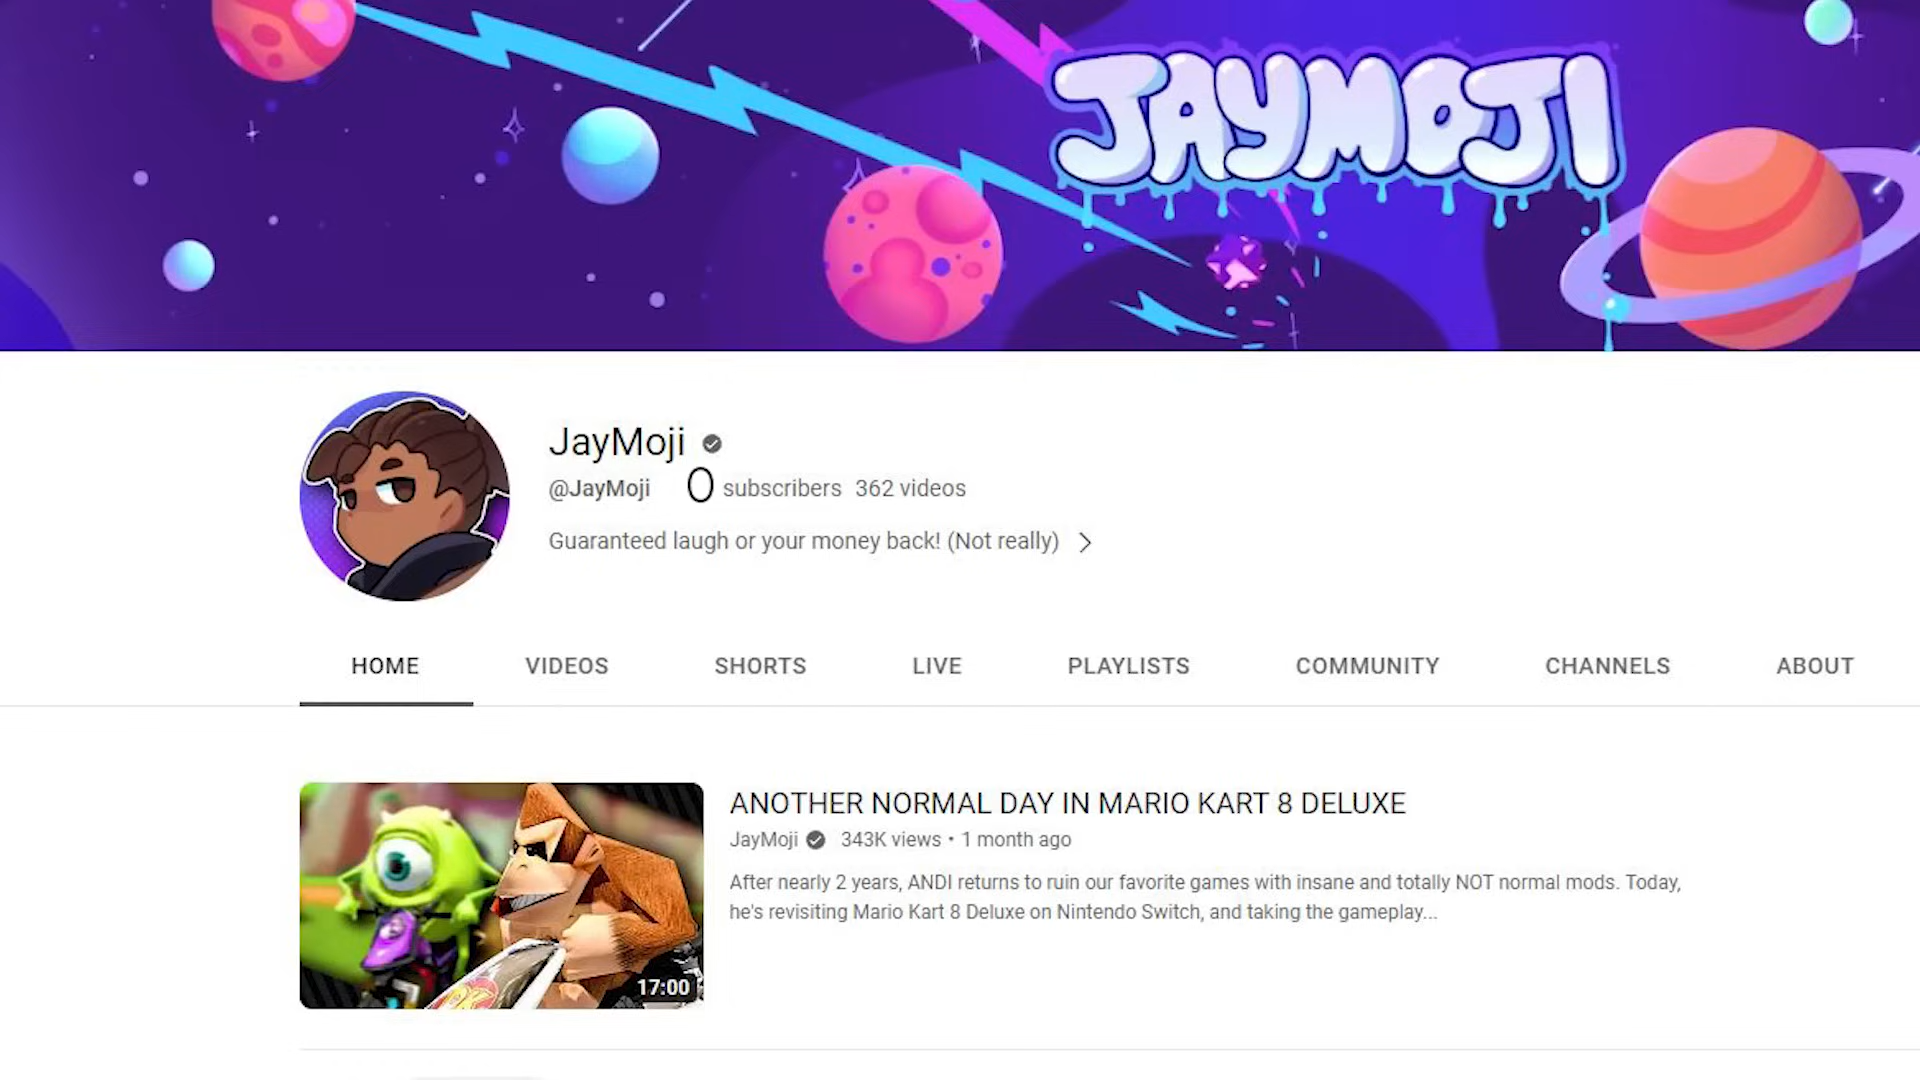 JAYMOJI
JayMoji
@JayMoji 0 subscribers 362 videos
Guaranteed laugh or your money back! (Not really)
HOME VIDEOS SHORTS LIVE PLAYLISTS COMMUNITY CHANNELS ABOUT
ANOTHER NORMAL DAY IN MARIO KART 8 DELUXE
JayMoji 343K views • 1 month ago
After nearly 2 years, ANDI returns to ruin our favorite games with insane and totally NOT normal mods. Today,
he's revisiting Mario Kart 8 Deluxe on Nintendo Switch, and taking the gameplay...
17:00